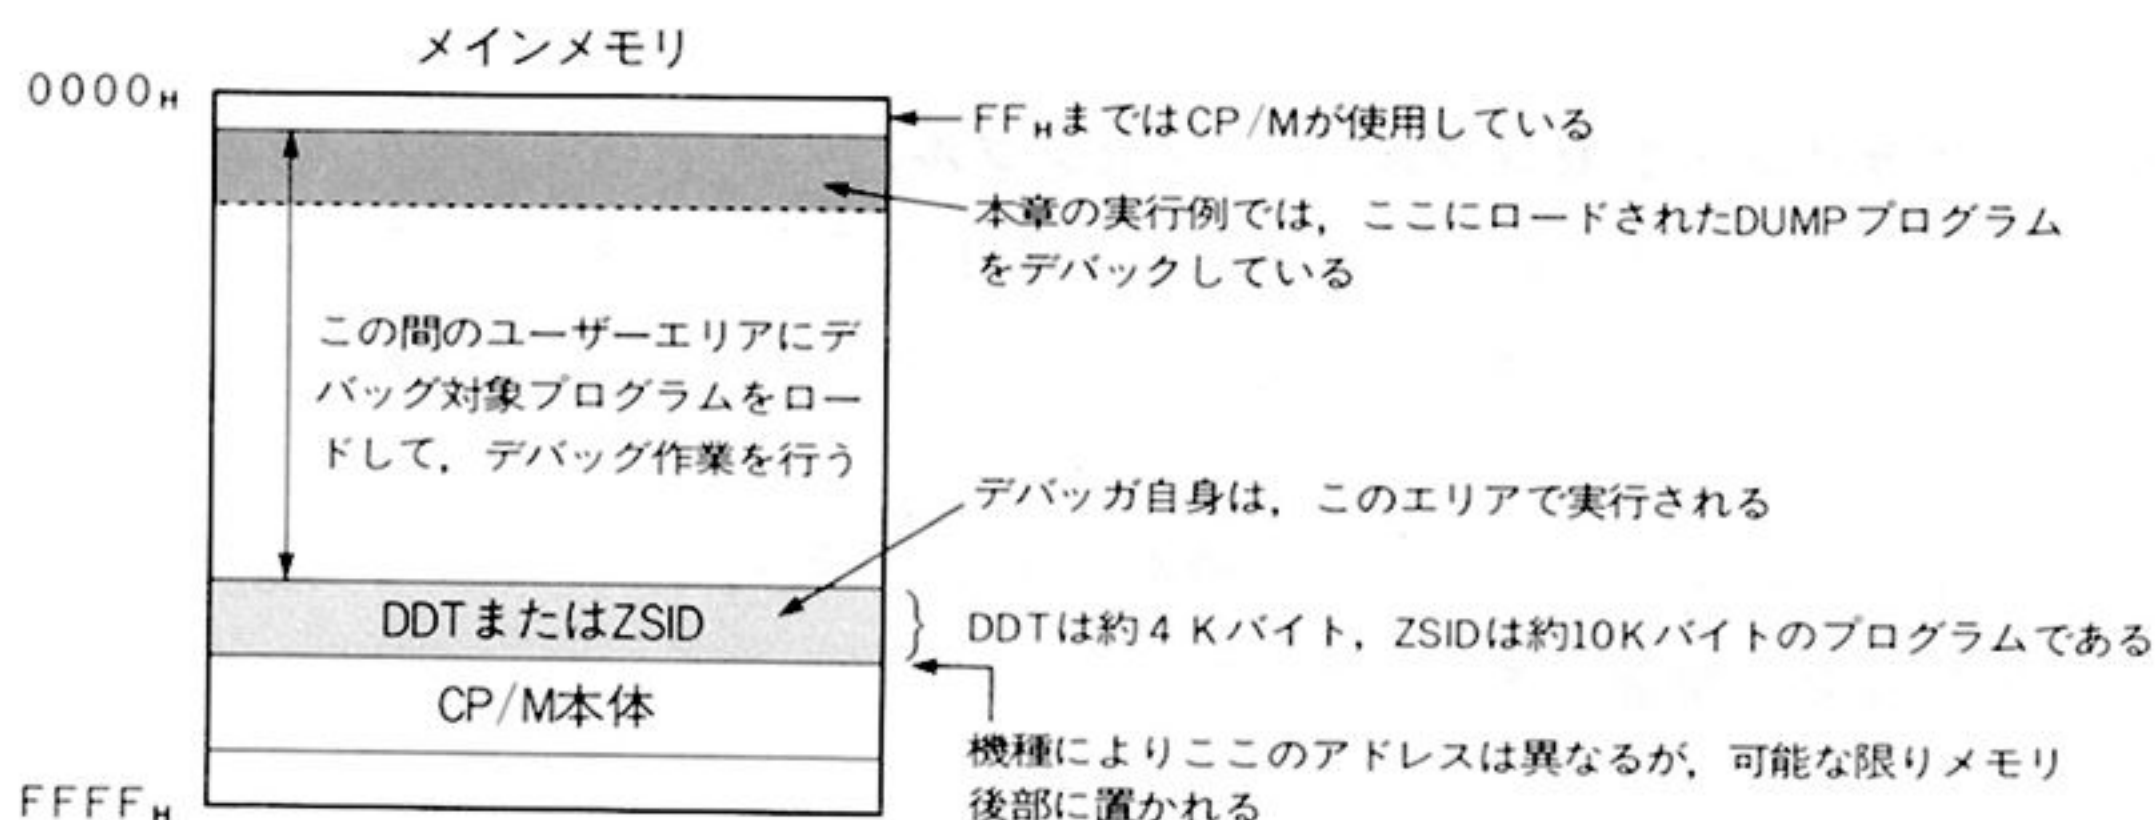 メインメモリ
0000H
FFHまではCP/Mが使用している
本章の実行例では，ここにロードされたDUMPプログラム
をデバックしている
この間のユーザーエリアにデ
バッグ対象プログラムをロー
ドして，デバッグ作業を行う
デバッガ自身は，このエリアで実行される
DDTまたはZSID
DDTは約4Kバイト，ZSIDは約10Kバイトのプログラムである
CP/M本体
機種によりここのアドレスは異なるが，可能な限りメモリ
後部に置かれる
FFFFH